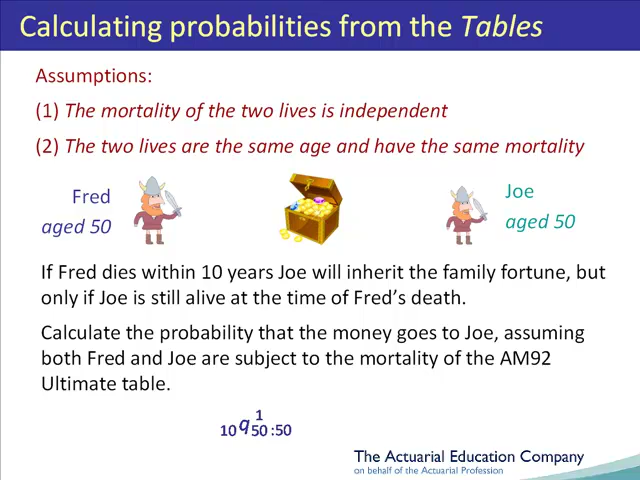 Calculating probabilities from the Tables
Assumptions:
(1) The mortality of the two lives is independent
(2) The two lives are the same age and have the same mortality
Fred
aged 50
Joe
aged 50
If Fred dies within 10 years Joe will inherit the family fortune, but
only if Joe is still alive at the time of Fred's death.
Calculate the probability that the money goes to Joe, assuming
both Fred and Joe are subject to the mortality of the AM92
Ultimate table.
10 q 1 50 :50
The Actuarial Education Company
on behalf of the Actuarial Profession